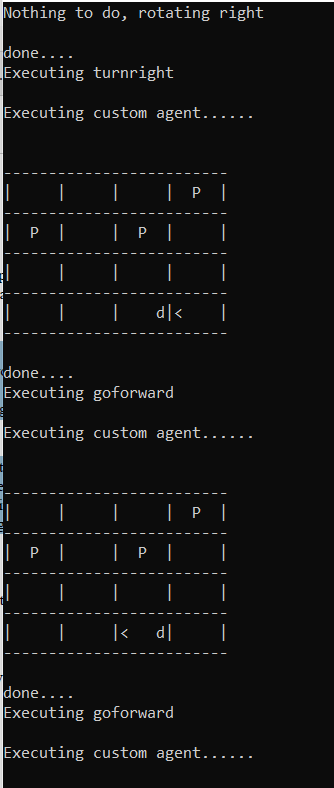 Nothing to do, rotating right
done....
Executing turnright
Executing custom agent......
-------------------------
|     |     |     |  P  |
-------------------------
|  P  |     |  P  |     |
-------------------------
|     |     |     |     |
-------------------------
|     |     |    d|<    |
-------------------------
done....
Executing goforward
Executing custom agent......
-------------------------
|     |     |     |  P  |
-------------------------
|  P  |     |  P  |     |
-------------------------
|     |     |     |     |
-------------------------
|     |     |<   d|     |
-------------------------
done....
Executing goforward
Executing custom agent......